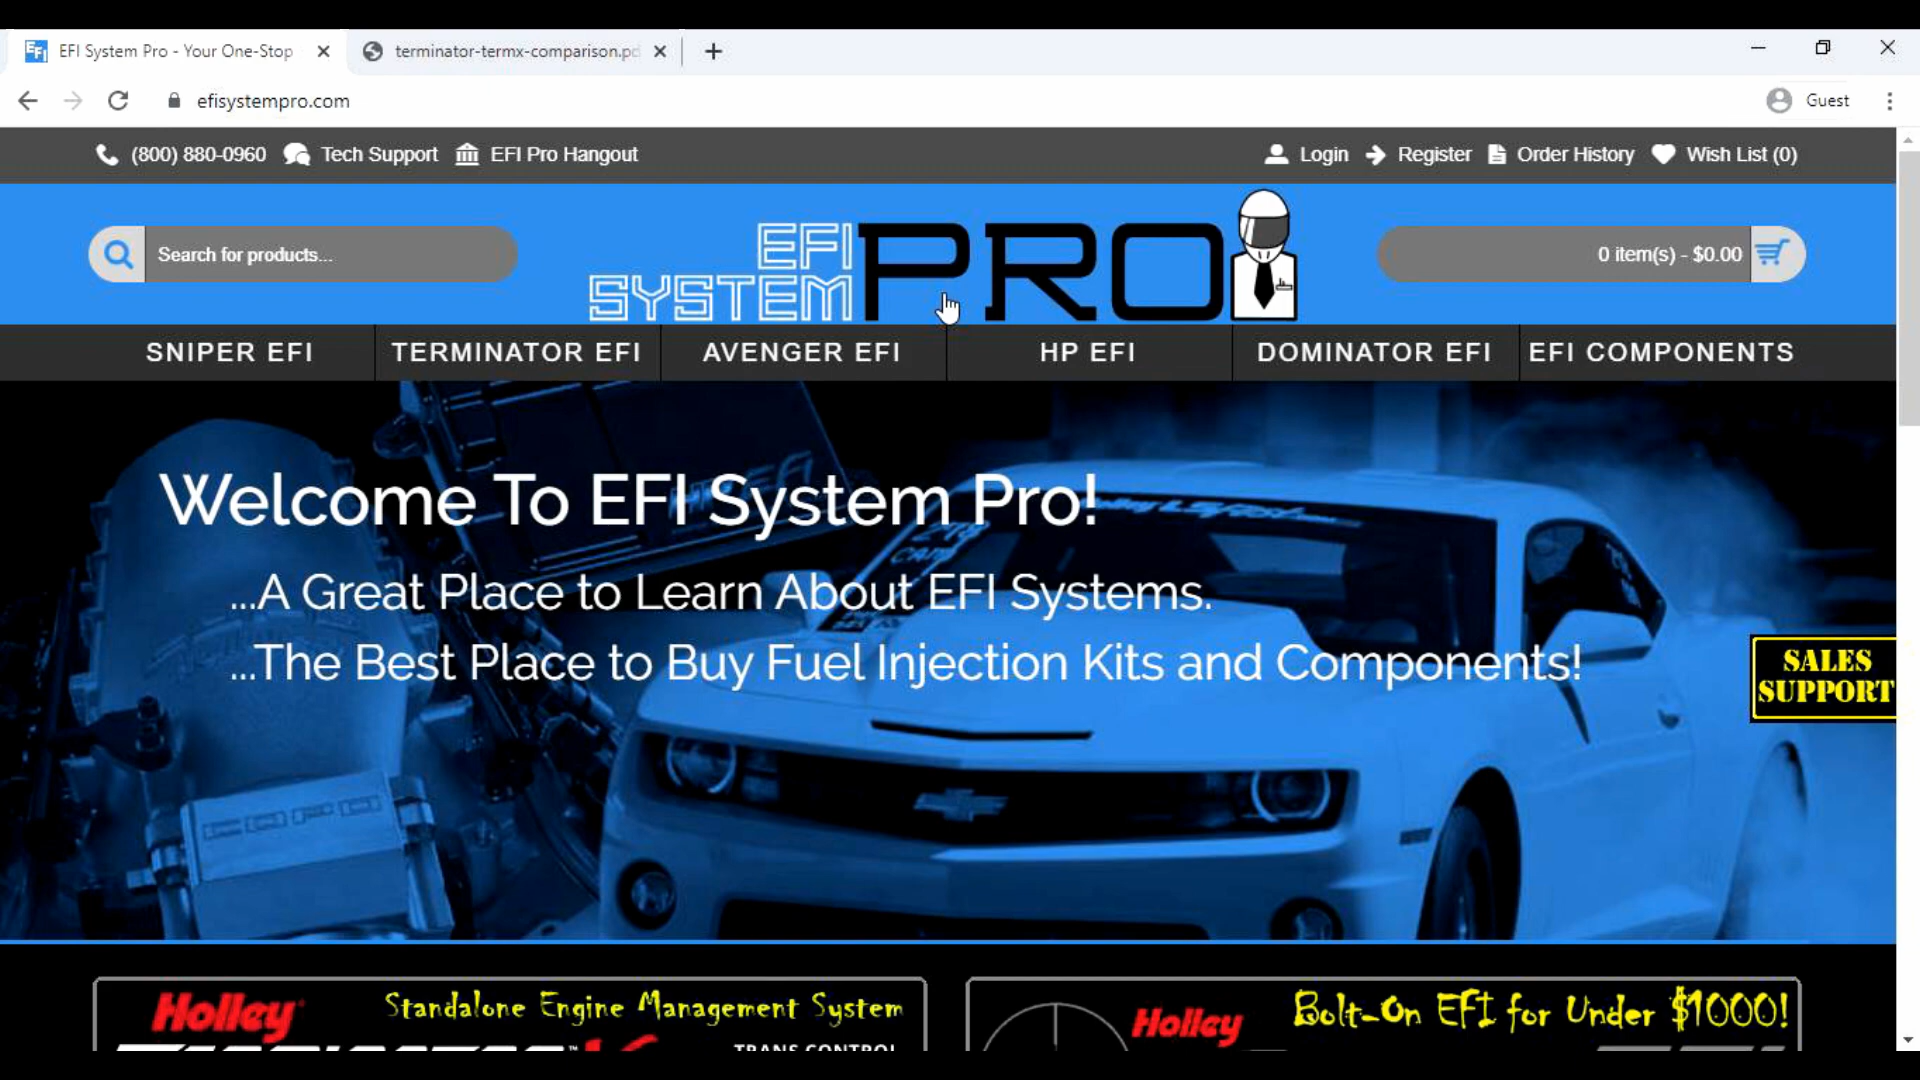 EFI System Pro - Your One-Stop
terminator-termx-comparison.pd
efisystempro.com
Guest
(800) 880-0960 Tech Support EFI Pro Hangout
Login Register Order History Wish List (0)
Search for products...
EFI
SYSTEM PRO
0 item(s) - $0.00
SNIPER EFI TERMINATOR EFI AVENGER EFI HP EFI DOMINATOR EFI EFI COMPONENTS
Welcome To EFI System Pro!
...A Great Place to Learn About EFI Systems.
...The Best Place to Buy Fuel Injection Kits and Components!
SALES
SUPPORT
COPO
Holley Standalone Engine Management System
TRANS CONTROL
Holley Bolt-On EFI for Under $1000!